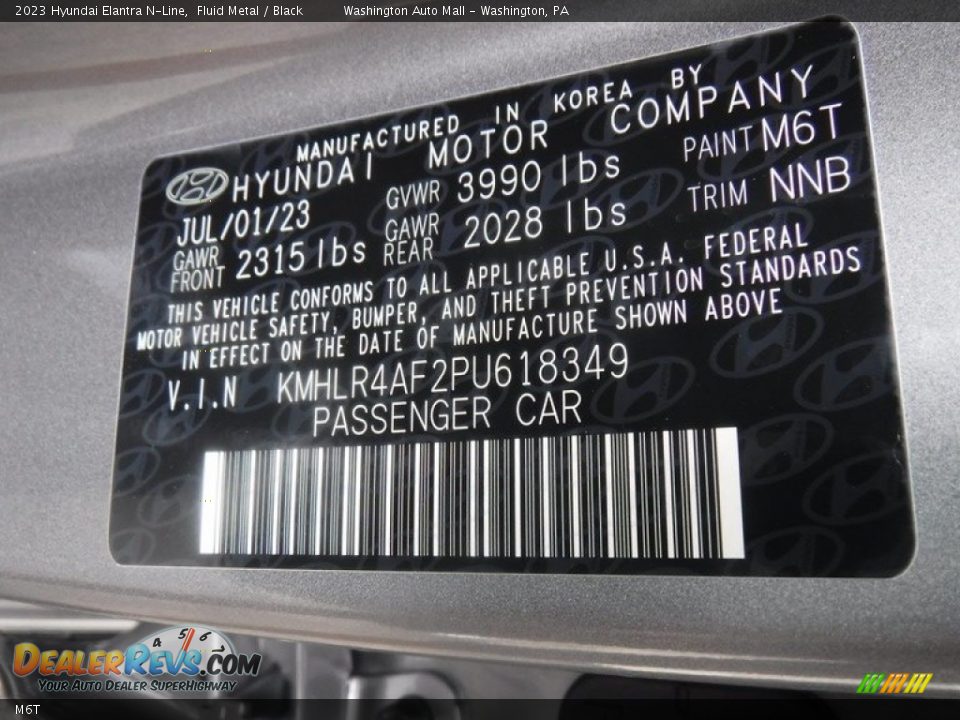 2023 Hyundai Elantra N-Line, Fluid Metal / Black Washington Auto Mall - Washington, PA
MANUFACTURED IN KOREA BY
HYUNDAI MOTOR COMPANY
JUL/01/23 GVWR 3990 lbs PAINT M6T
GAWR FRONT 2315 lbs GAWR REAR 2028 lbs TRIM NNB
THIS VEHICLE CONFORMS TO ALL APPLICABLE U.S.A. FEDERAL
MOTOR VEHICLE SAFETY, BUMPER, AND THEFT PREVENTION STANDARDS
IN EFFECT ON THE DATE OF MANUFACTURE SHOWN ABOVE
V.I.N KMHLR4AF2PU618349
PASSENGER CAR
4 5 6
DEALERREVS.COM
YOUR AUTO DEALER SUPERHIGHWAY
M6T